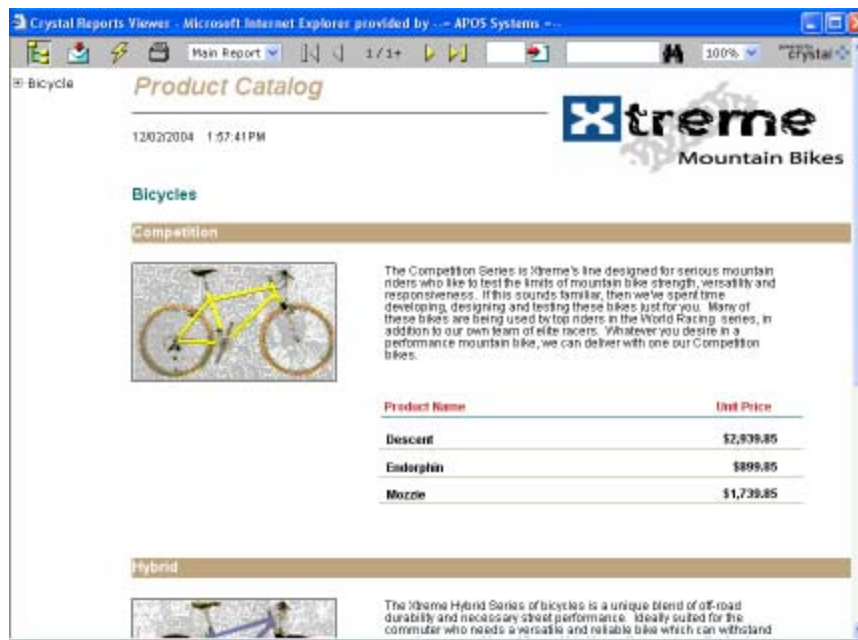 Crystal Reports Viewer - Microsoft Internet Explorer provided by --= APOS Systems =--
Main Report
1 / 1+
100%
crystal
Bicycle
Product Catalog
12/02/2004 1:57:41PM
Xtreme
Mountain Bikes
Bicycles
Competition
The Competition Series is Xtreme's line designed for serious mountain
riders who like to test the limits of mountain bike strength, versatility and
responsiveness. If this sounds familiar, then we've spent time
developing, designing and testing these bikes just for you. Many of
these bikes are being used by top riders in the World Racing series, in
addition to our own team of elite racers. Whatever you desire in a
performance mountain bike, we can deliver with one our Competition
bikes.
Product Name Unit Price
Descent $2,939.85
Endorphin $899.85
Mozzie $1,739.85
Hybrid
The Xtreme Hybrid Series of bicycles is a unique blend of off-road
durability and necessary street performance. Ideally suited for the
commuter who needs a versatile and reliable bike which can withstand